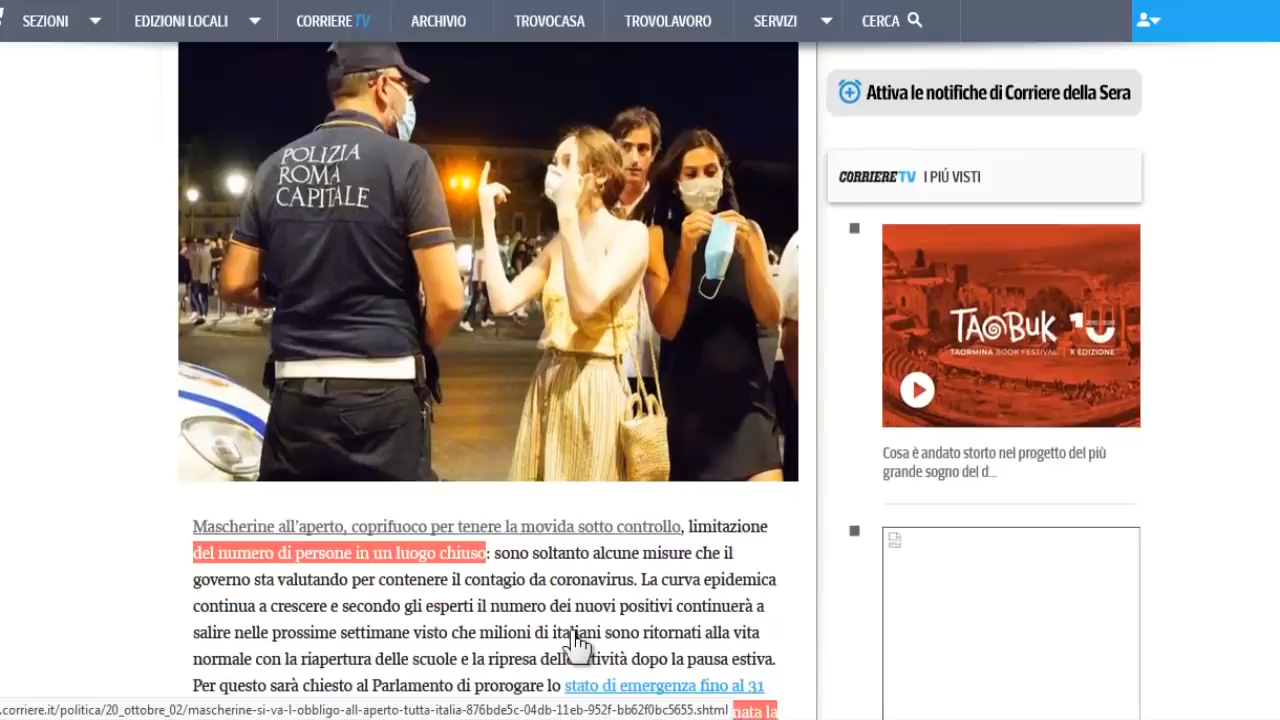 SEZIONI EDIZIONI LOCALI CORRIERETV ARCHIVIO TROVOCASA TROVOLAVORO SERVIZI CERCA
POLIZIA
ROMA
CAPITALE
Attiva le notifiche di Corriere della Sera
CORRIERETV I PIÚ VISTI
TAOBUK 10
TAORMINA BOOK FESTIVAL | X EDIZIONE
Cosa è andato storto nel progetto del più
grande sogno del d...
Mascherine all'aperto, coprifuoco per tenere la movida sotto controllo, limitazione
del numero di persone in un luogo chiuso: sono soltanto alcune misure che il
governo sta valutando per contenere il contagio da coronavirus. La curva epidemica
continua a crescere e secondo gli esperti il numero dei nuovi positivi continuerà a
salire nelle prossime settimane visto che milioni di italiani sono ritornati alla vita
normale con la riapertura delle scuole e la ripresa delle attività dopo la pausa estiva.
Per questo sarà chiesto al Parlamento di prorogare lo stato di emergenza fino al 31
.corriere.it/politica/20_ottobre_02/mascherine-si-va-l-obbligo-all-aperto-tutta-italia-876bde5c-04db-11eb-952f-bb62f0bc5655.shtml
nata la